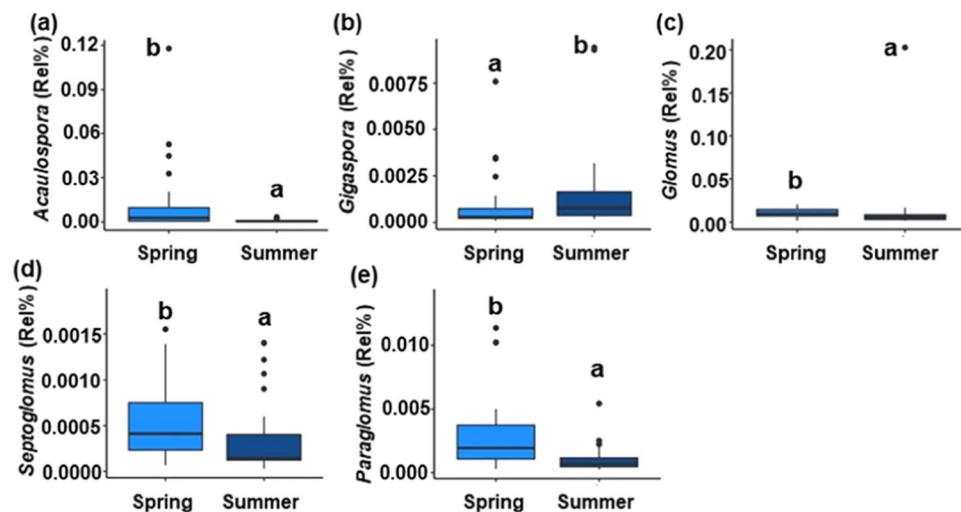 (a)
Acaulospora (Rel%)
0.12
0.09
0.06
0.03
0.00
b
a
Spring
Summer
(b)
Gigaspora (Rel%)
0.0075
0.0050
0.0025
0.0000
a
b
Spring
Summer
(c)
Glomus (Rel%)
0.20
0.15
0.10
0.05
0.00
b
a
Spring
Summer
(d)
Septoglomus (Rel%)
0.0015
0.0010
0.0005
0.0000
b
a
Spring
Summer
(e)
Paraglomus (Rel%)
0.010
0.005
0.000
b
a
Spring
Summer